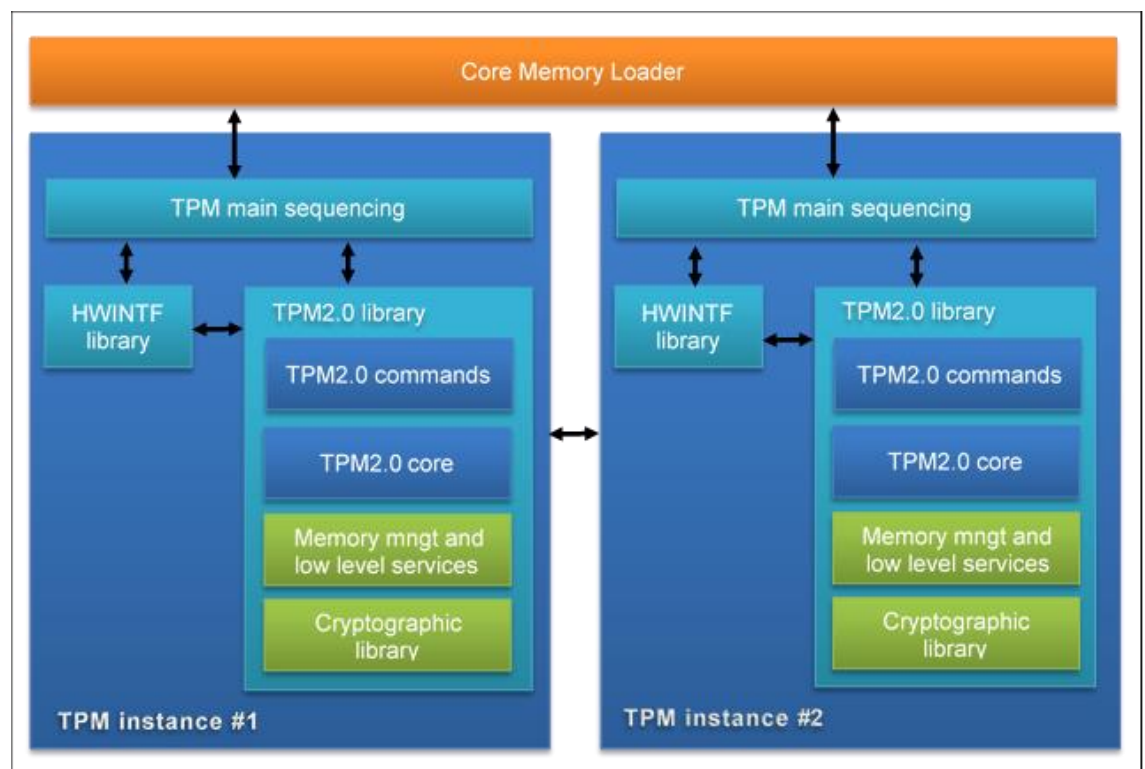 Core Memory Loader
TPM main sequencing
HWINTF
library
TPM2.0 library
TPM2.0 commands
TPM2.0 core
Memory mngt and
low level services
Cryptographic
library
TPM instance #1
TPM main sequencing
HWINTF
library
TPM2.0 library
TPM2.0 commands
TPM2.0 core
Memory mngt and
low level services
Cryptographic
library
TPM instance #2